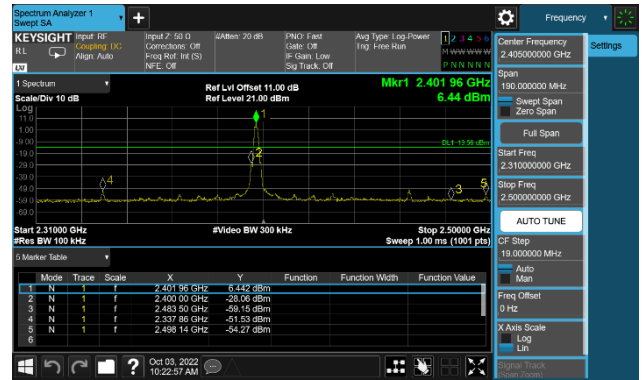 Spectrum Analyzer 1
Swept SA
+
Frequency
KEYSIGHT
RL
Input: RF
Coupling: DC
Align: Auto
Input Z: 50 Ω
Corrections: Off
Freq Ref: Int (S)
NFE: Off
#Atten: 20 dB
PNO: Fast
Gate: Off
IF Gain: Low
Sig Track: Off
Avg Type: Log-Power
Trig: Free Run
1 2 3 4 5 6
M W W W W W
P N N N N N
LXI
1 Spectrum
Scale/Div 10 dB
Ref Lvl Offset 11.00 dB
Ref Level 21.00 dBm
Mkr1 2.401 96 GHz
6.44 dBm
Log
11.0
1.00
-9.00
-19.0
-29.0
-39.0
-49.0
-59.0
-69.0
DL1 -13.56 dBm
1
2
3
4
5
Start 2.31000 GHz
#Res BW 100 kHz
#Video BW 300 kHz
Stop 2.50000 GHz
Sweep 1.00 ms (1001 pts)
5 Marker Table
Mode Trace Scale X Y Function Function Width Function Value
1 N 1 f 2.401 96 GHz 6.442 dBm
2 N 1 f 2.400 00 GHz -28.06 dBm
3 N 1 f 2.483 50 GHz -59.15 dBm
4 N 1 f 2.337 86 GHz -51.53 dBm
5 N 1 f 2.498 14 GHz -54.27 dBm
6
Oct 03, 2022
10:22:57 AM
?
Center Frequency
2.405000000 GHz
Settings
Span
190.000000 MHz
Swept Span
Zero Span
Full Span
Start Freq
2.310000000 GHz
Stop Freq
2.500000000 GHz
AUTO TUNE
CF Step
19.000000 MHz
Auto
Man
Freq Offset
0 Hz
X Axis Scale
Log
Lin
Signal Track
(Span Zoom)